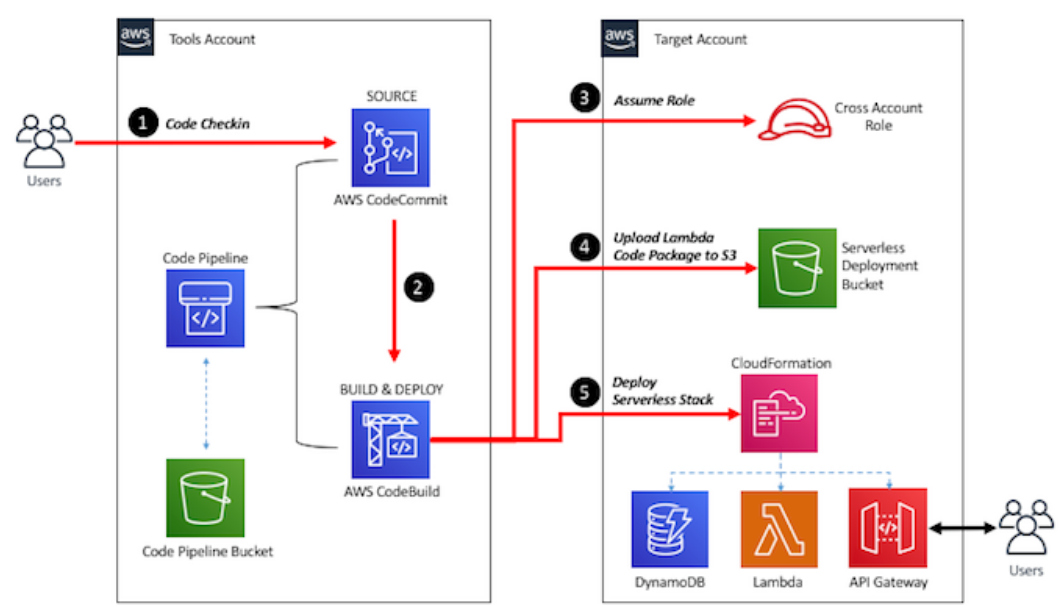 aws
Tools Account
SOURCE
1
Code Checkin
Users
AWS CodeCommit
Code Pipeline
2
BUILD & DEPLOY
AWS CodeBuild
Code Pipeline Bucket
aws
Target Account
3
Assume Role
Cross Account
Role
4
Upload Lambda
Code Package to S3
Serverless
Deployment
Bucket
CloudFormation
5
Deploy
Serverless Stack
DynamoDB
Lambda
API Gateway
Users